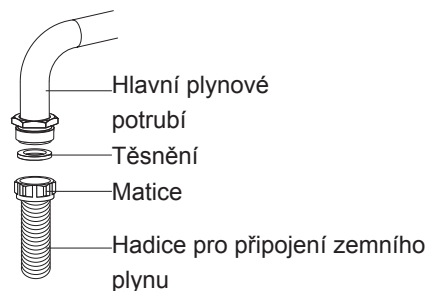 Hlavní plynové
potrubí
Těsnění
Matice
Hadice pro připojení zemního
plynu